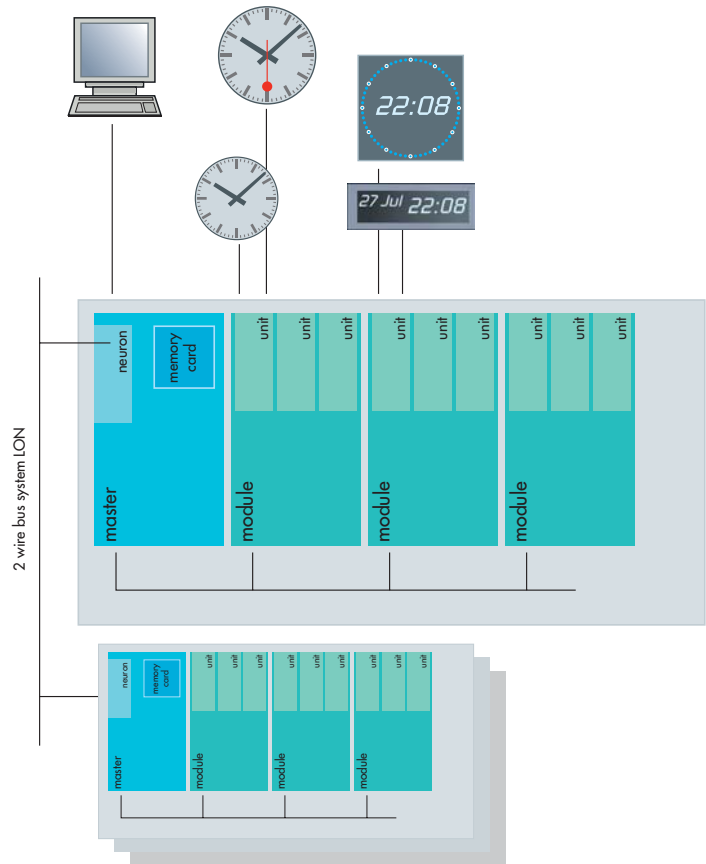 22:08
27 Jul 22:08
2 wire bus system LON
neuron
memory
card
master
unit
unit
unit
module
unit
unit
unit
module
unit
unit
unit
module
neuron
memory
card
master
unit
unit
unit
module
unit
unit
unit
module
unit
unit
unit
module